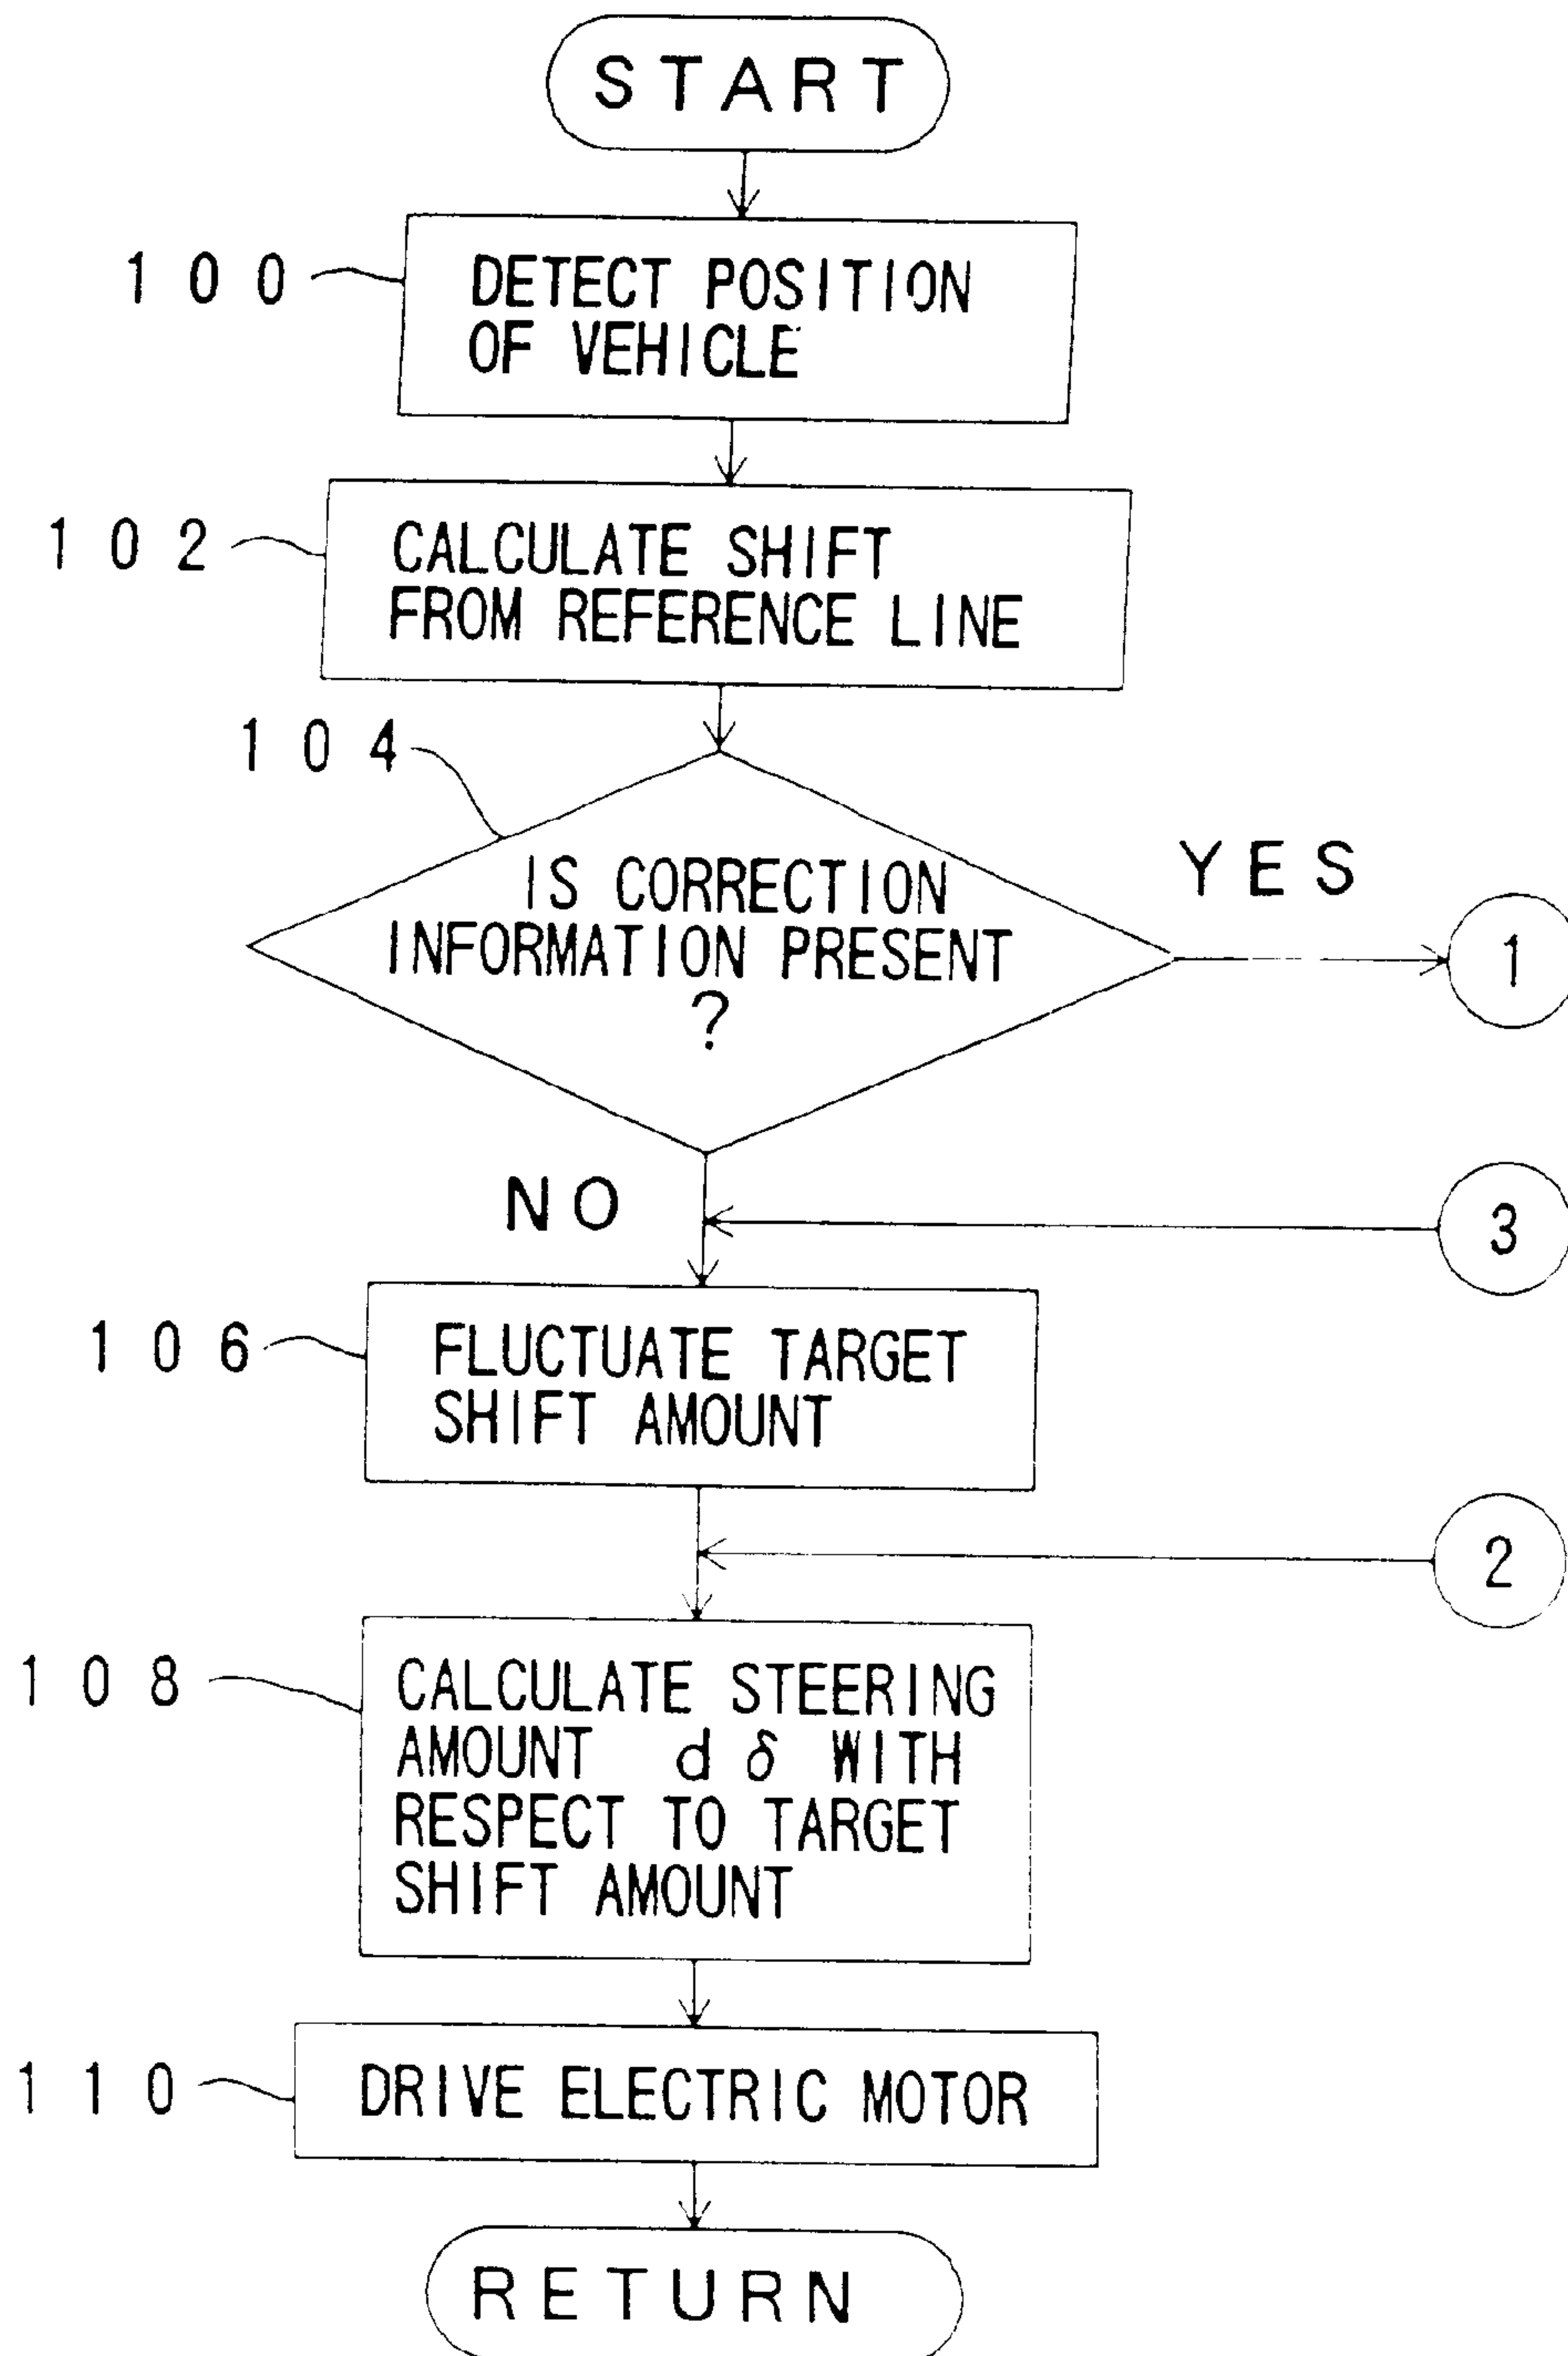 START
100
DETECT POSITION
OF VEHICLE
102
CALCULATE SHIFT
FROM REFERENCE LINE
104
IS CORRECTION
INFORMATION PRESENT
?
YES
1
NO
3
106
FLUCTUATE TARGET
SHIFT AMOUNT
2
108
CALCULATE STEERING
AMOUNT dδ WITH
RESPECT TO TARGET
SHIFT AMOUNT
110
DRIVE ELECTRIC MOTOR
RETURN